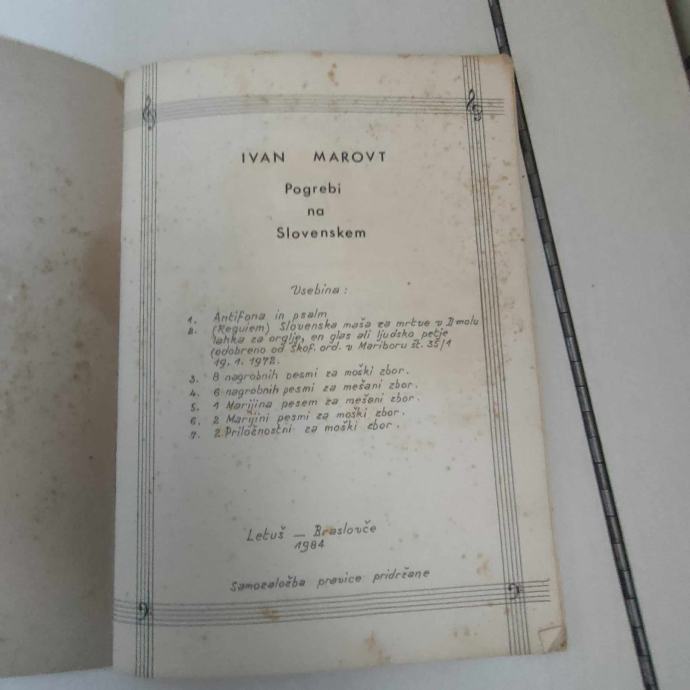 IVAN MAROVT
Pogrebi
na
Slovenskem
Vsebina :
1. Antifona in psalm
2. (Requiem) Slovenska maša za mrtve v D molu
lahka za orglje, en glas ali ljudsko petje
(odobreno od škof. ord. v Mariboru št. 35/1
19. 1. 1972.
3. 8 nagrobnih pesmi za moški zbor.
4. 6 nagrobnih pesmi za mešani zbor.
5. 1 Marijina pesem za mešani zbor.
6. 2 Marijini pesmi za moški zbor.
7. 2 Priložnostni za moški zbor.
Letuš — Braslovče
1984
Samozaložba pravice pridržane